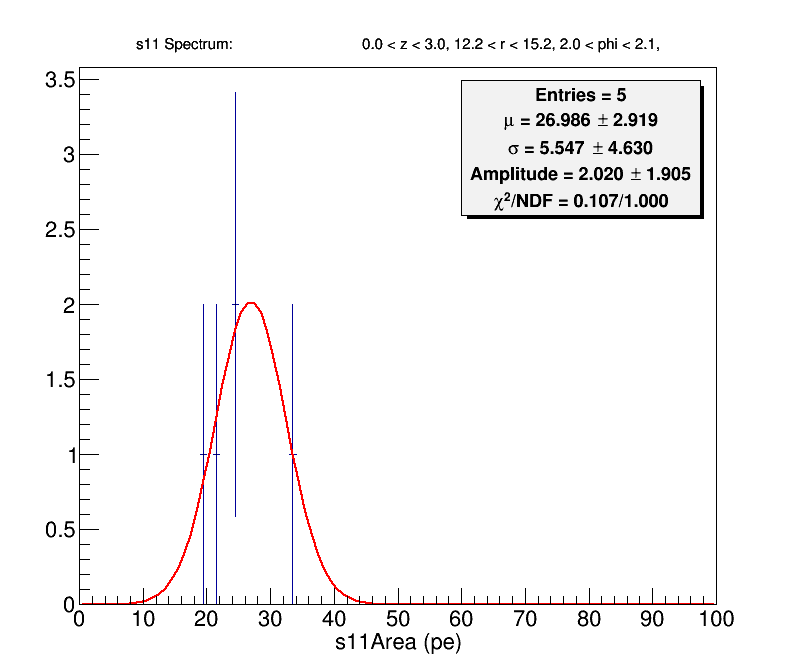 s11 Spectrum: 0.0 < z < 3.0, 12.2 < r < 15.2, 2.0 < phi < 2.1,
Entries = 5
μ = 26.986 ± 2.919
σ = 5.547 ± 4.630
Amplitude = 2.020 ± 1.905
χ²/NDF = 0.107/1.000
3.5
3
2.5
2
1.5
1
0.5
0
0 10 20 30 40 50 60 70 80 90 100
s11Area (pe)